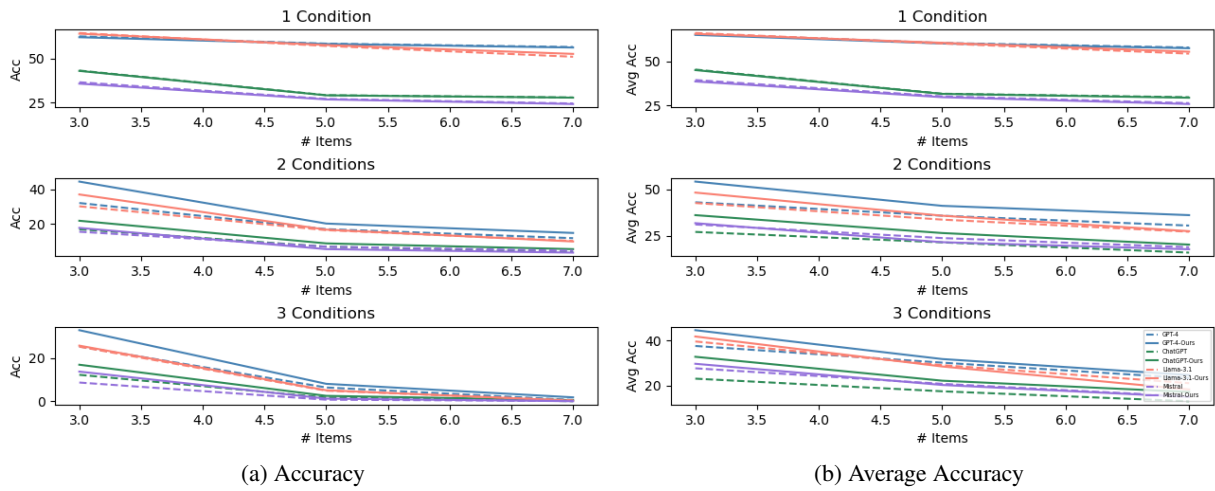 1 Condition
Acc
50
25
3.0 3.5 4.0 4.5 5.0 5.5 6.0 6.5 7.0
# Items
2 Conditions
Acc
40
20
3.0 3.5 4.0 4.5 5.0 5.5 6.0 6.5 7.0
# Items
3 Conditions
Acc
20
0
3.0 3.5 4.0 4.5 5.0 5.5 6.0 6.5 7.0
# Items
(a) Accuracy
1 Condition
Avg Acc
50
25
3.0 3.5 4.0 4.5 5.0 5.5 6.0 6.5 7.0
# Items
2 Conditions
Avg Acc
50
25
3.0 3.5 4.0 4.5 5.0 5.5 6.0 6.5 7.0
# Items
3 Conditions
Avg Acc
40
20
GPT-4
GPT-4-Ours
ChatGPT
ChatGPT-Ours
Llama-3.1
Llama-3.1-Ours
Mistral
Mistral-Ours
3.0 3.5 4.0 4.5 5.0 5.5 6.0 6.5 7.0
# Items
(b) Average Accuracy